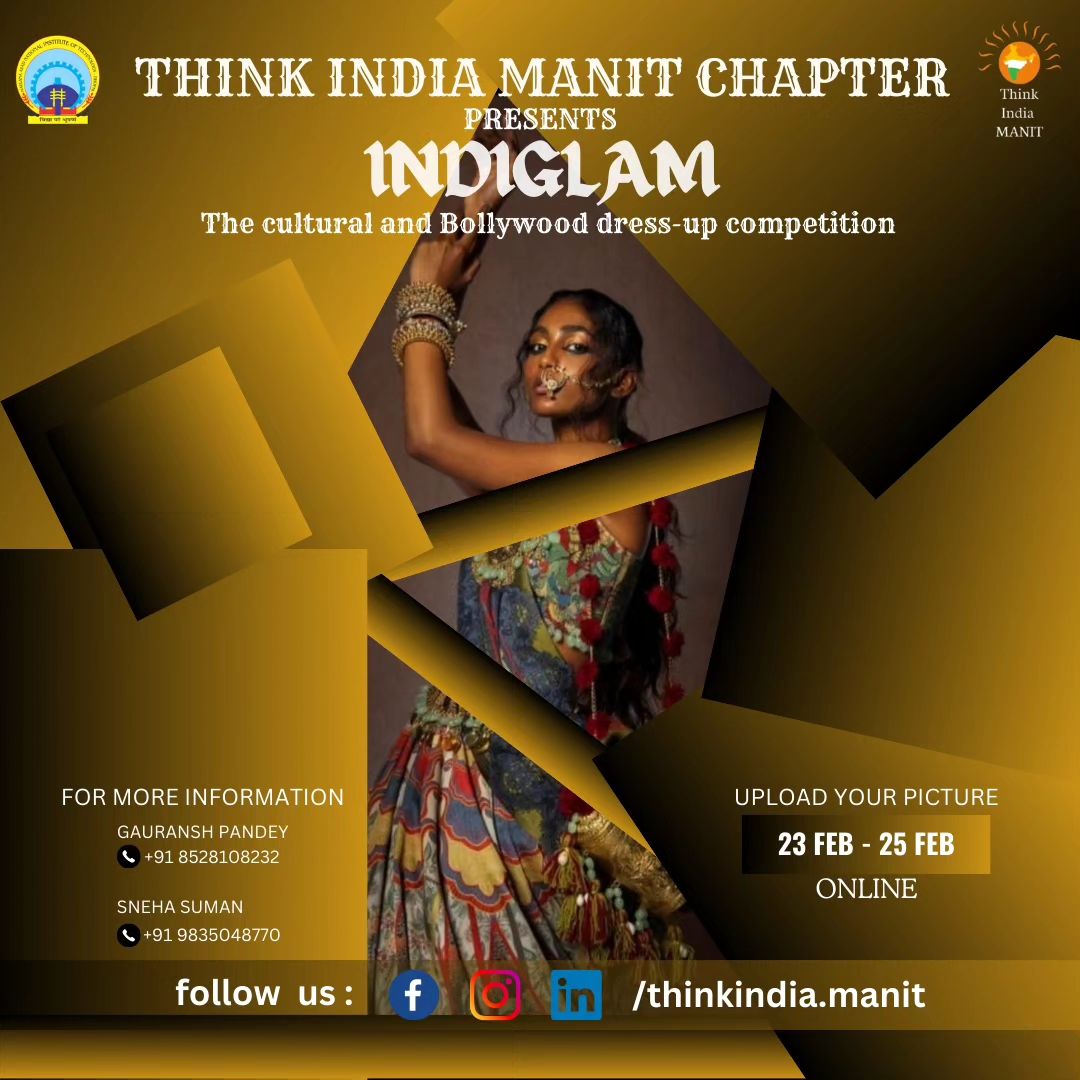 THINK INDIA MANIT CHAPTER
PRESENTS
INDIGLAM
The cultural and Bollywood dress-up competition
Think
India
MANIT
FOR MORE INFORMATION
GAURANSH PANDEY
+91 8528108232
SNEHA SUMAN
+91 9835048770
UPLOAD YOUR PICTURE
23 FEB - 25 FEB
ONLINE
follow us :
/thinkindia.manit